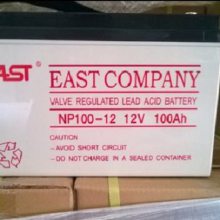 EAST
EAST COMPANY
VALVE REGULATED LEAD ACID BATTERY
NP100-12 12V 100Ah
CAUTION:
- AVOID SHORT CIRCUIT
- DO NOT CHARGE IN A SEALED CONTAINER